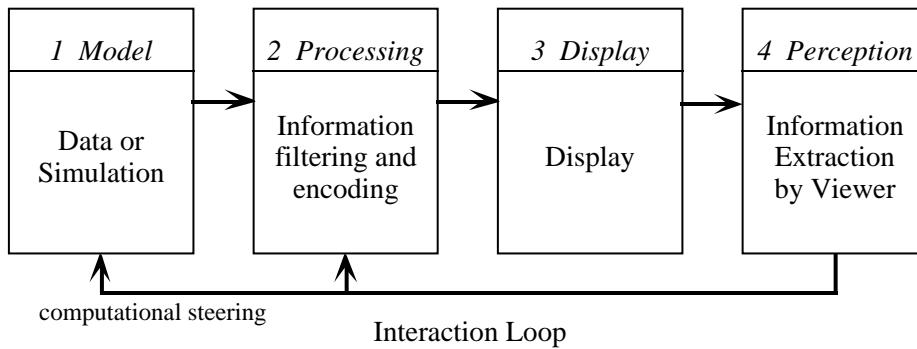 1 Model
Data or
Simulation
2 Processing
Information
filtering and
encoding
3 Display
Display
4 Perception
Information
Extraction
by Viewer
computational steering
Interaction Loop